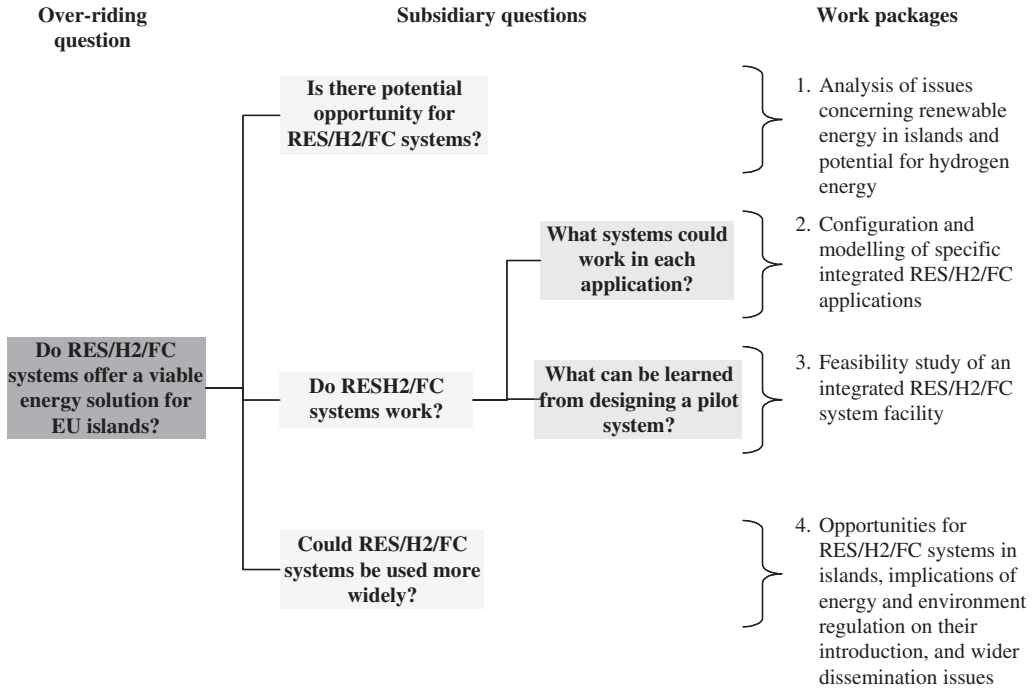 Over-riding
question
Subsidiary questions
Work packages
Is there potential
opportunity for
RES/H2/FC systems?
1. Analysis of issues
concerning renewable
energy in islands and
potential for hydrogen
energy
What systems could
work in each
application?
2. Configuration and
modelling of specific
integrated RES/H2/FC
applications
Do RES/H2/FC
systems offer a viable
energy solution for
EU islands?
Do RESH2/FC
systems work?
What can be learned
from designing a pilot
system?
3. Feasibility study of an
integrated RES/H2/FC
system facility
Could RES/H2/FC
systems be used more
widely?
4. Opportunities for
RES/H2/FC systems in
islands, implications of
energy and environment
regulation on their
introduction, and wider
dissemination issues